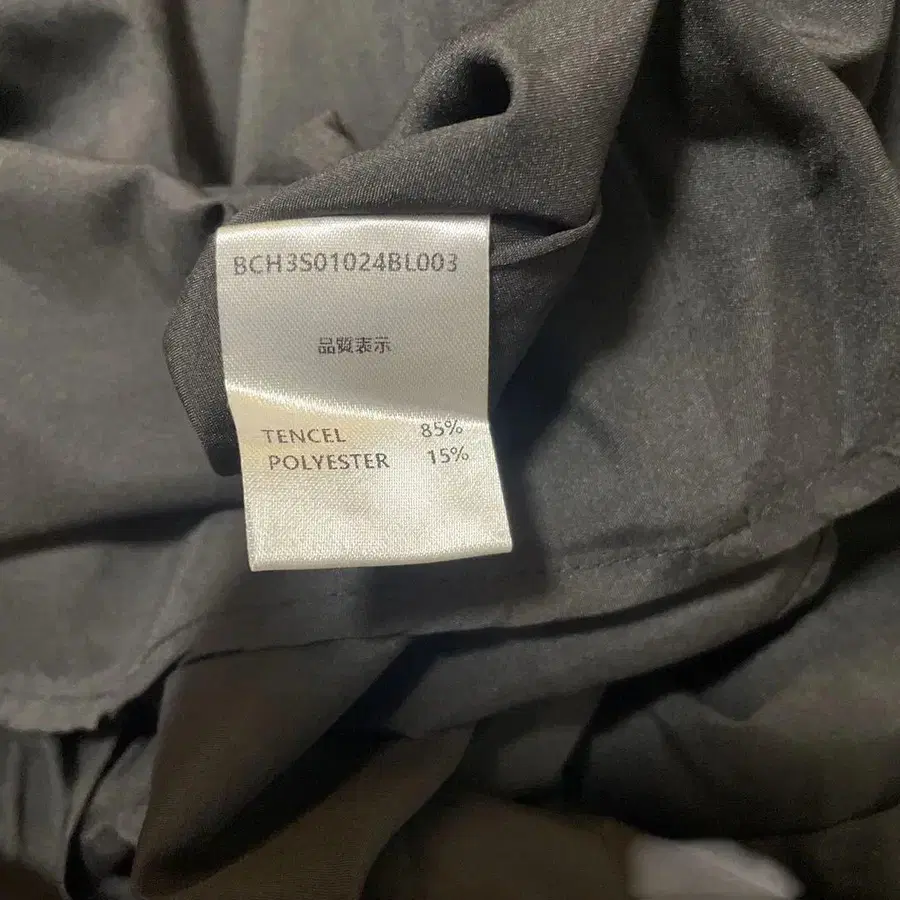 BCH3S01024BL003
品質表示
TENCEL 85%
POLYESTER 15%